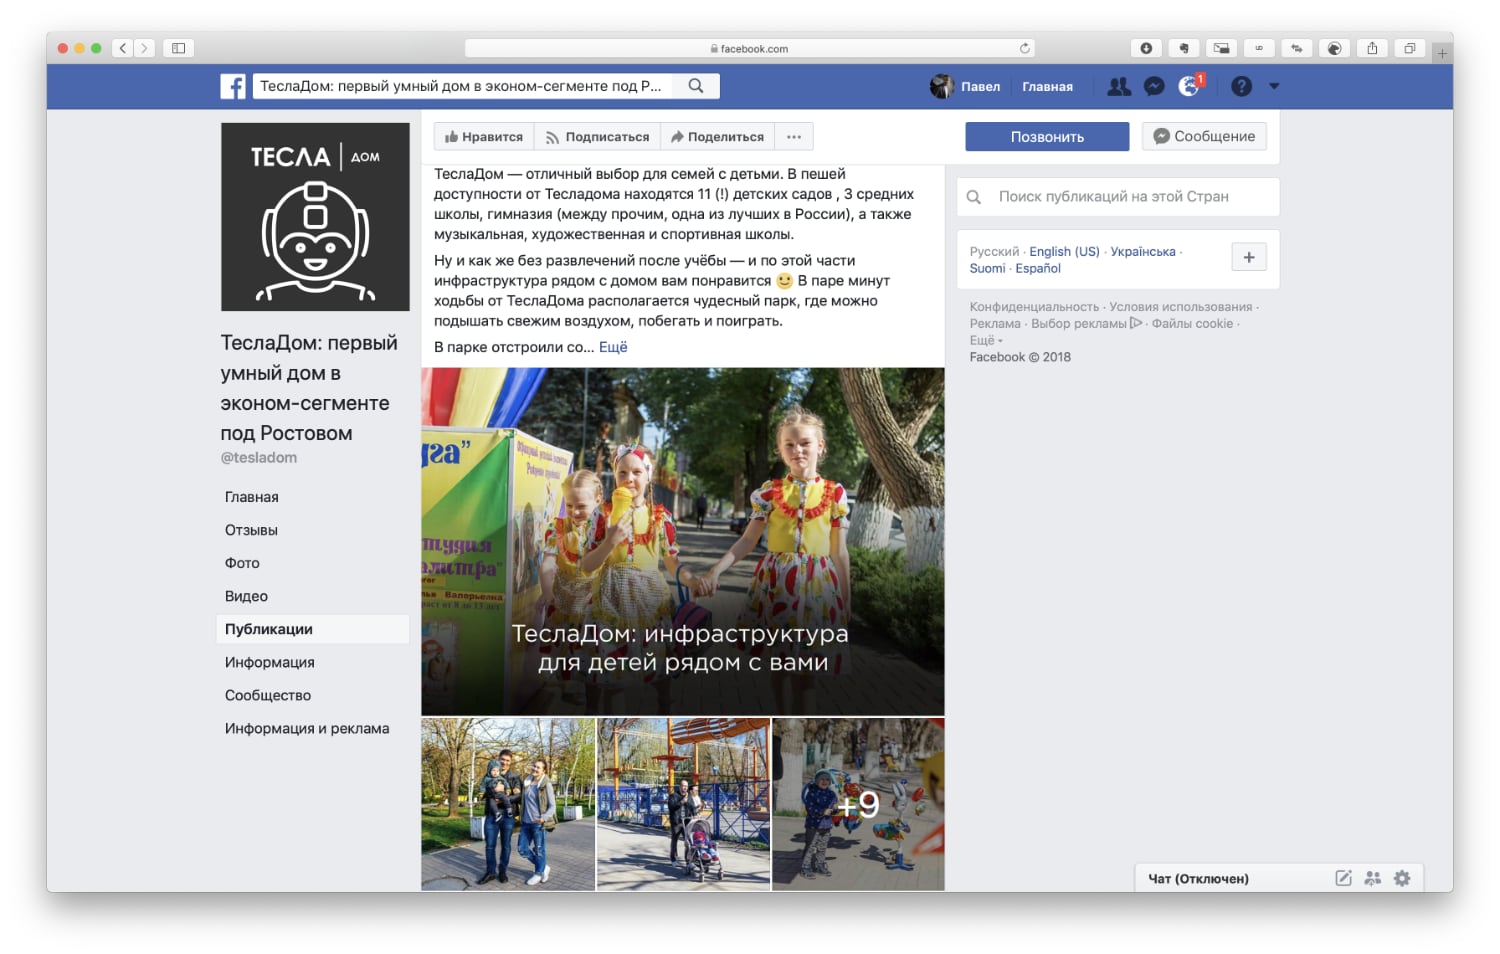 facebook.com
ТеслаДом: первый умный дом в эконом-сегменте под Р...
Павел
Главная
1
ТЕСЛА | ДОМ
ТеслаДом: первый
умный дом в
эконом-сегменте
под Ростовом
@tesladom
Главная
Отзывы
Фото
Видео
Публикации
Информация
Сообщество
Информация и реклама
Нравится
Подписаться
Поделиться
Позвонить
Сообщение
ТеслаДом — отличный выбор для семей с детьми. В пешей
доступности от Тесладома находятся 11 (!) детских садов , 3 средних
школы, гимназия (между прочим, одна из лучших в России), а также
музыкальная, художественная и спортивная школы.
Ну и как же без развлечений после учёбы — и по этой части
инфраструктура рядом с домом вам понравится 🙂 В паре минут
ходьбы от ТеслаДома располагается чудесный парк, где можно
подышать свежим воздухом, побегать и поиграть.
В парке отстроили со... Ещё
уга”
ТеслаДом: инфраструктура
для детей рядом с вами
+9
Поиск публикаций на этой Стран
Русский · English (US) · Українська ·
Suomi · Español
Конфиденциальность · Условия использования ·
Реклама · Выбор рекламы · Файлы cookie ·
Ещё
Facebook © 2018
Чат (Отключен)